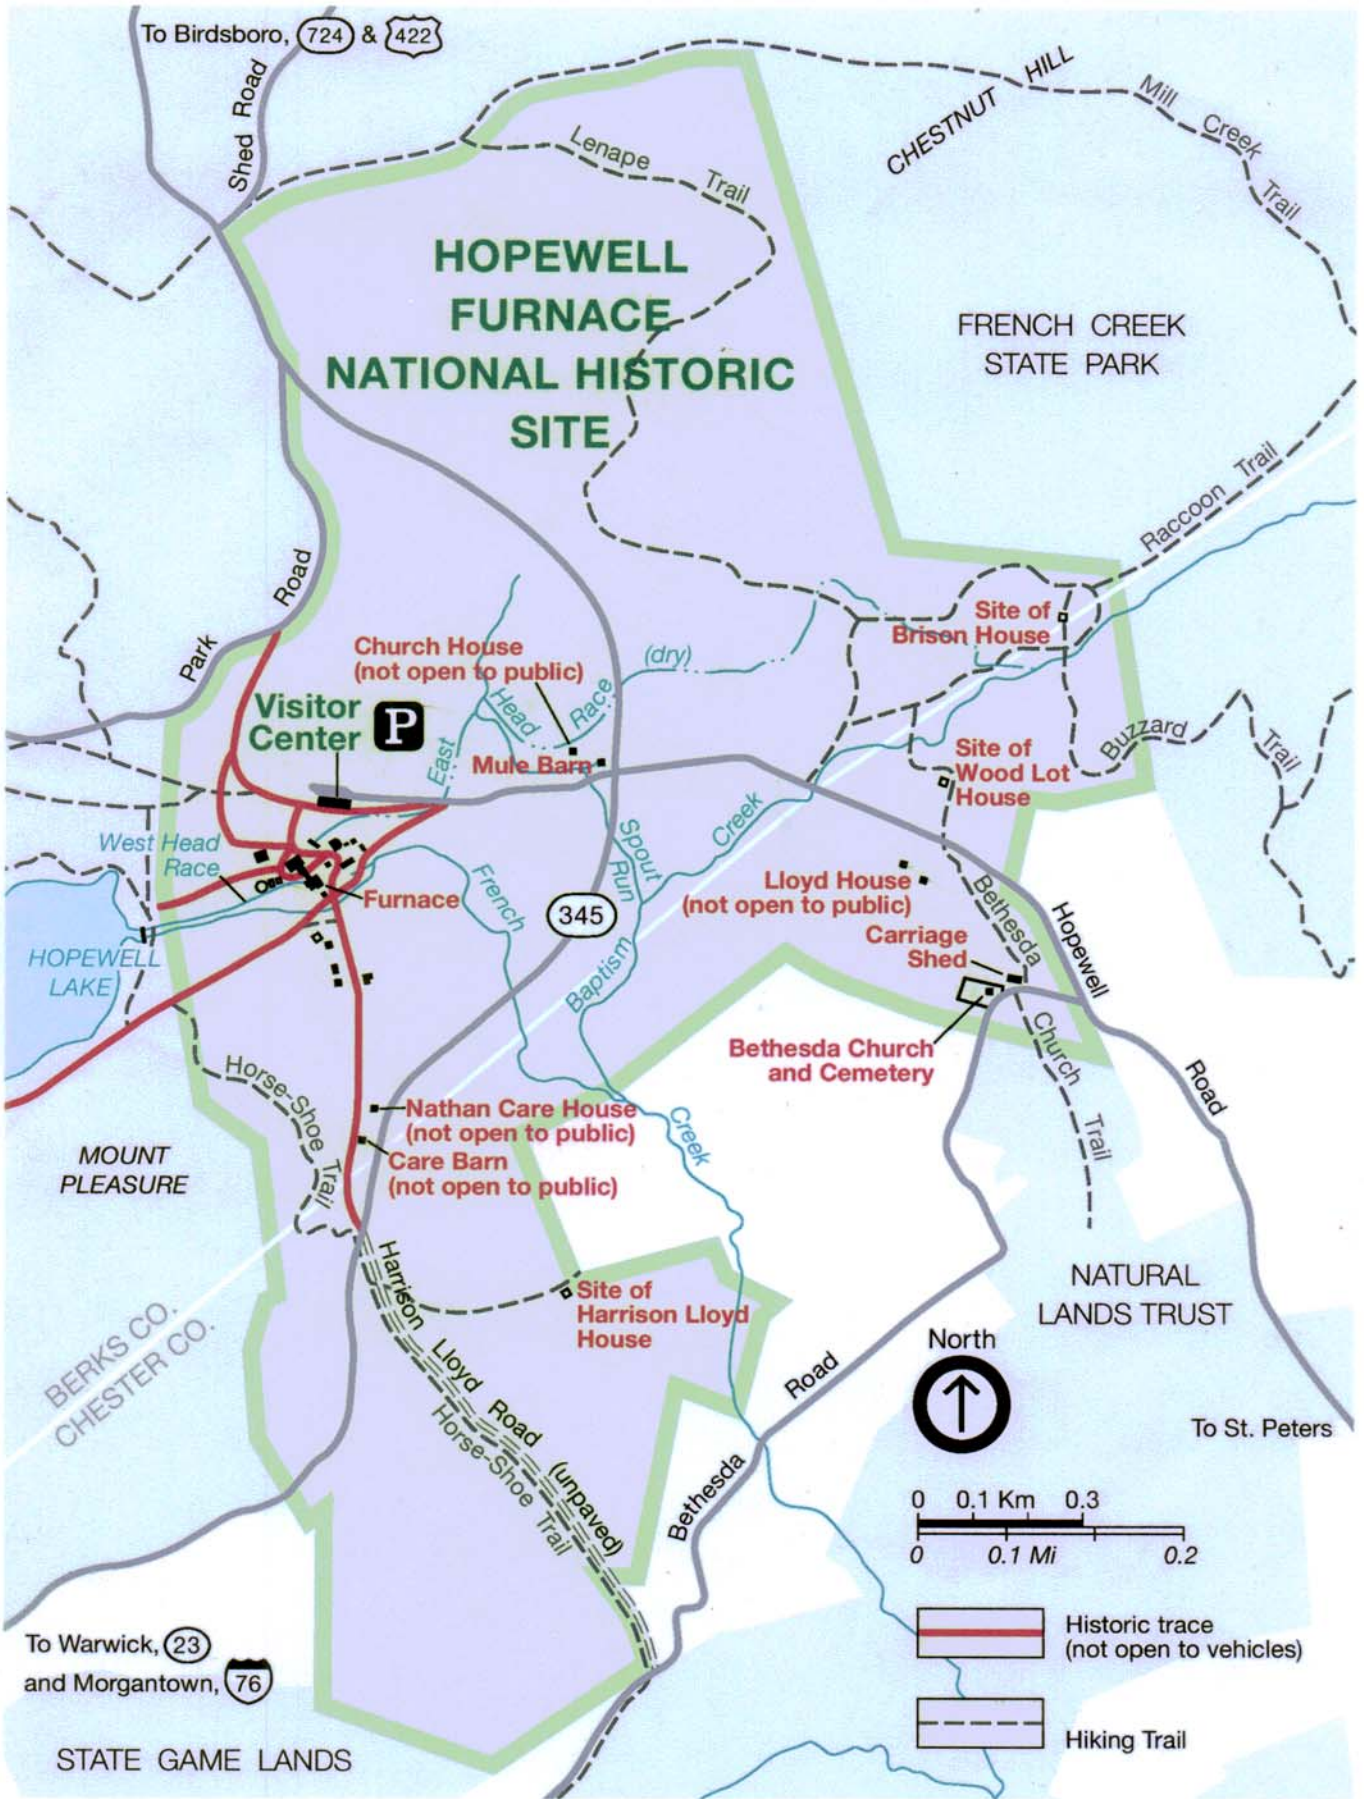 To Birdsboro, 724 & 422
Shed Road
CHESTNUT HILL
Mill Creek Trail
Lenape Trail
HOPEWELL
FURNACE
NATIONAL HISTORIC
SITE
FRENCH CREEK
STATE PARK
Raccoon Trail
Park Road
Site of
Brison House
Church House
(not open to public)
(dry)
Visitor
Center
P
East Head Race
Mule Barn
Buzzard Trail
Site of
Wood Lot
House
West Head
Race
Spout Run
Baptism Creek
French Creek
Furnace
345
Lloyd House
(not open to public)
Carriage
Shed
Bethesda Church Trail
Hopewell Road
HOPEWELL
LAKE
Bethesda Church
and Cemetery
Horse-Shoe Trail
Nathan Care House
(not open to public)
Care Barn
(not open to public)
MOUNT
PLEASURE
Site of
Harrison Lloyd
House
Harrison Lloyd Road (unpaved)
Horse-Shoe Trail
BERKS CO.
CHESTER CO.
NATURAL
LANDS TRUST
Bethesda Road
North
To St. Peters
0 0.1 Km 0.3
0 0.1 Mi 0.2
Historic trace
(not open to vehicles)
Hiking Trail
To Warwick, 23
and Morgantown, 76
STATE GAME LANDS